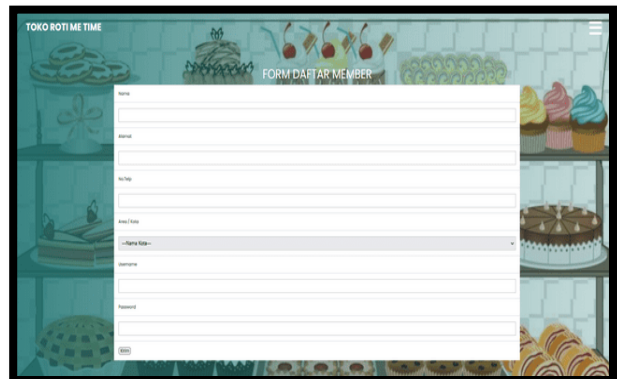 TOKO ROTI ME TIME
FORM DAFTAR MEMBER
Nama
Alamat
No.Telp
Area / Kota
---Nama Kota---
Username
Password